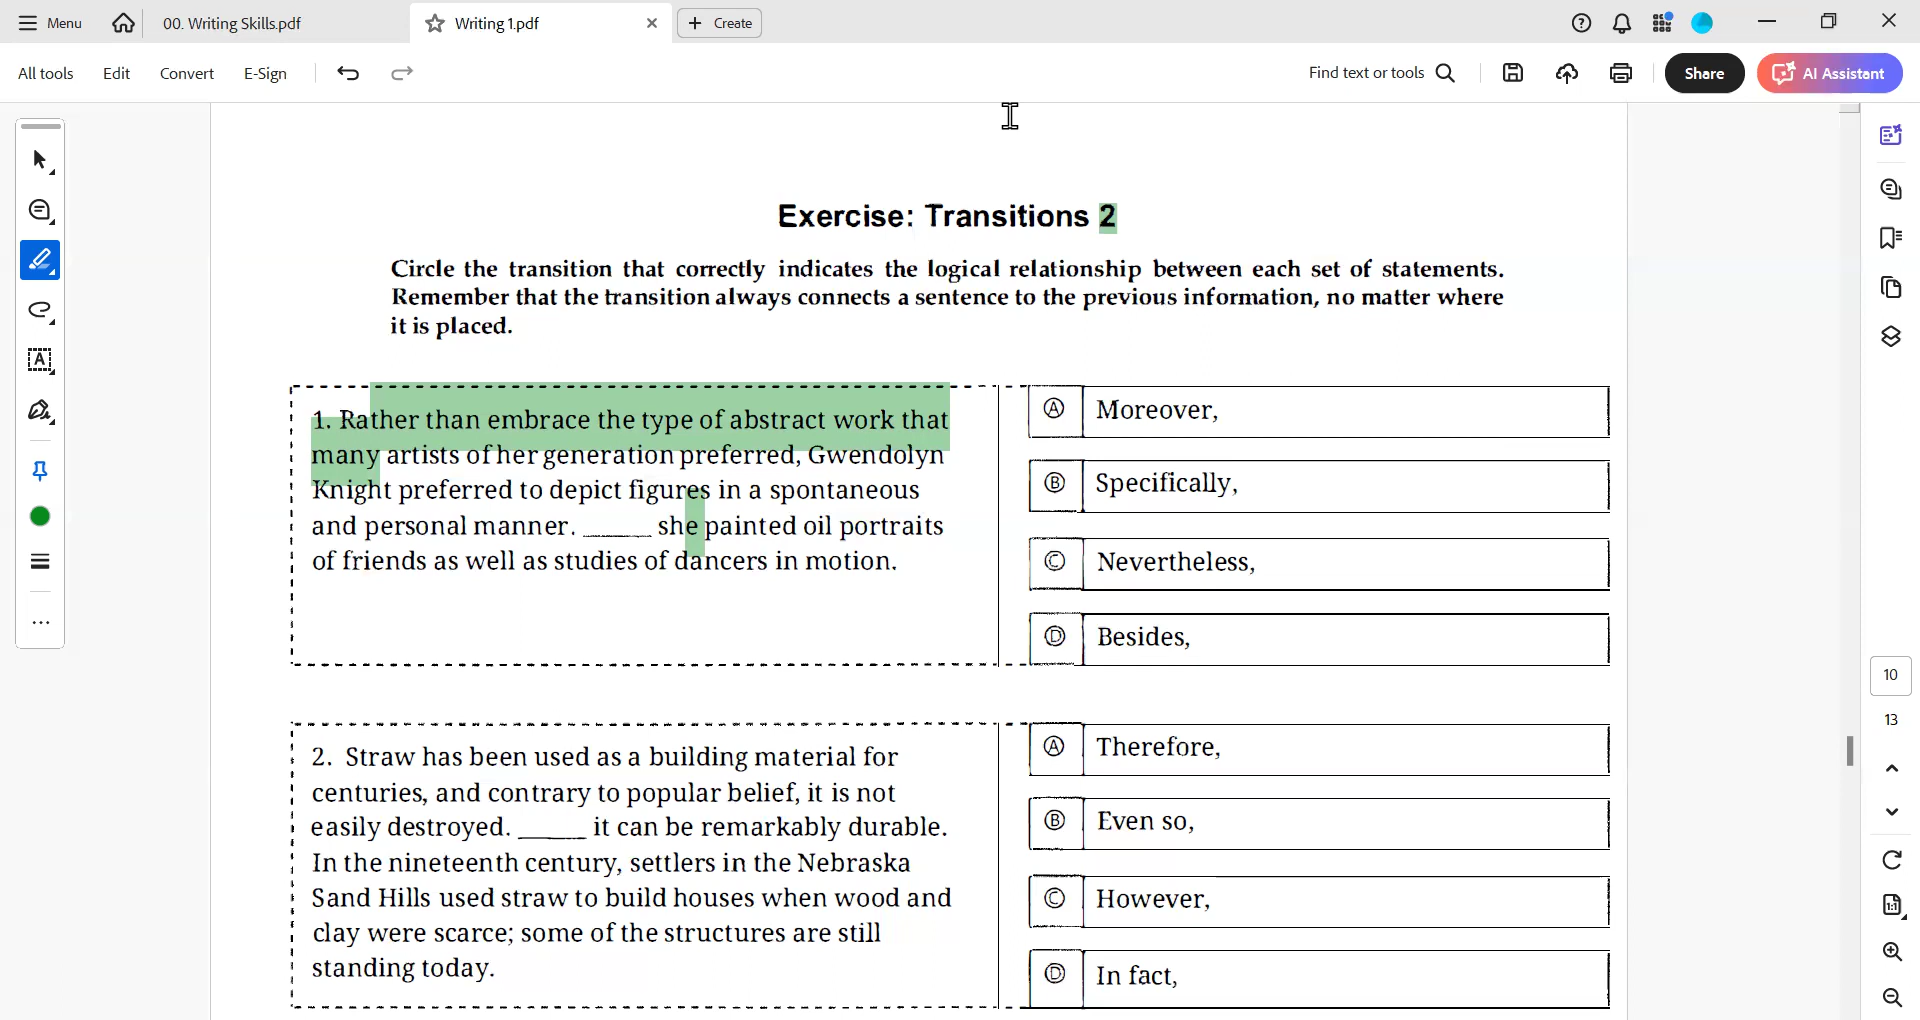 Menu
00. Writing Skills.pdf
Writing 1.pdf
Create
All tools
Edit
Convert
E-Sign
Find text or tools
Share
AI Assistant
Exercise: Transitions 2
Circle the transition that correctly indicates the logical relationship between each set of statements.
Remember that the transition always connects a sentence to the previous information, no matter where
it is placed.
1. Rather than embrace the type of abstract work that
many artists of her generation preferred, Gwendolyn
Knight preferred to depict figures in a spontaneous
and personal manner. ______ she painted oil portraits
of friends as well as studies of dancers in motion.
A Moreover,
B Specifically,
C Nevertheless,
D Besides,
2. Straw has been used as a building material for
centuries, and contrary to popular belief, it is not
easily destroyed. ______ it can be remarkably durable.
In the nineteenth century, settlers in the Nebraska
Sand Hills used straw to build houses when wood and
clay were scarce; some of the structures are still
standing today.
A Therefore,
B Even so,
C However,
D In fact,
10
13